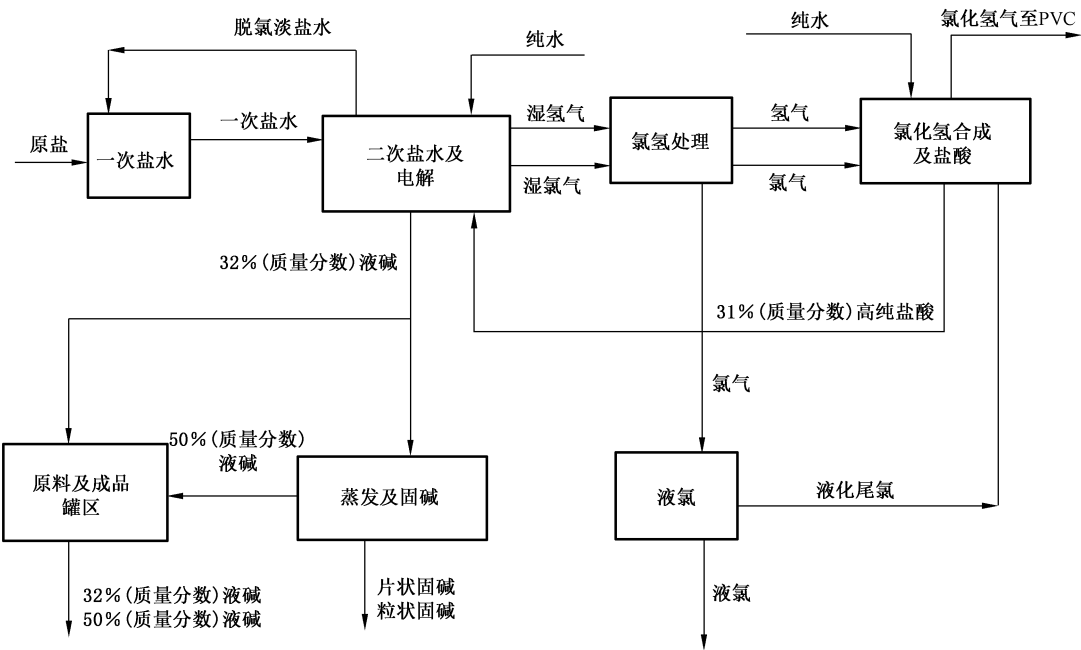 脱氯淡盐水
纯水
纯水
氯化氢气至PVC
原盐
一次盐水
一次盐水
二次盐水及
电解
湿氢气
湿氯气
氯氢处理
氢气
氯气
氯化氢合成
及盐酸
32%(质量分数)液碱
31%(质量分数)高纯盐酸
氯气
50%(质量分数)
液碱
原料及成品
罐区
蒸发及固碱
液氯
液化尾氯
32%(质量分数)液碱
50%(质量分数)液碱
片状固碱
粒状固碱
液氯